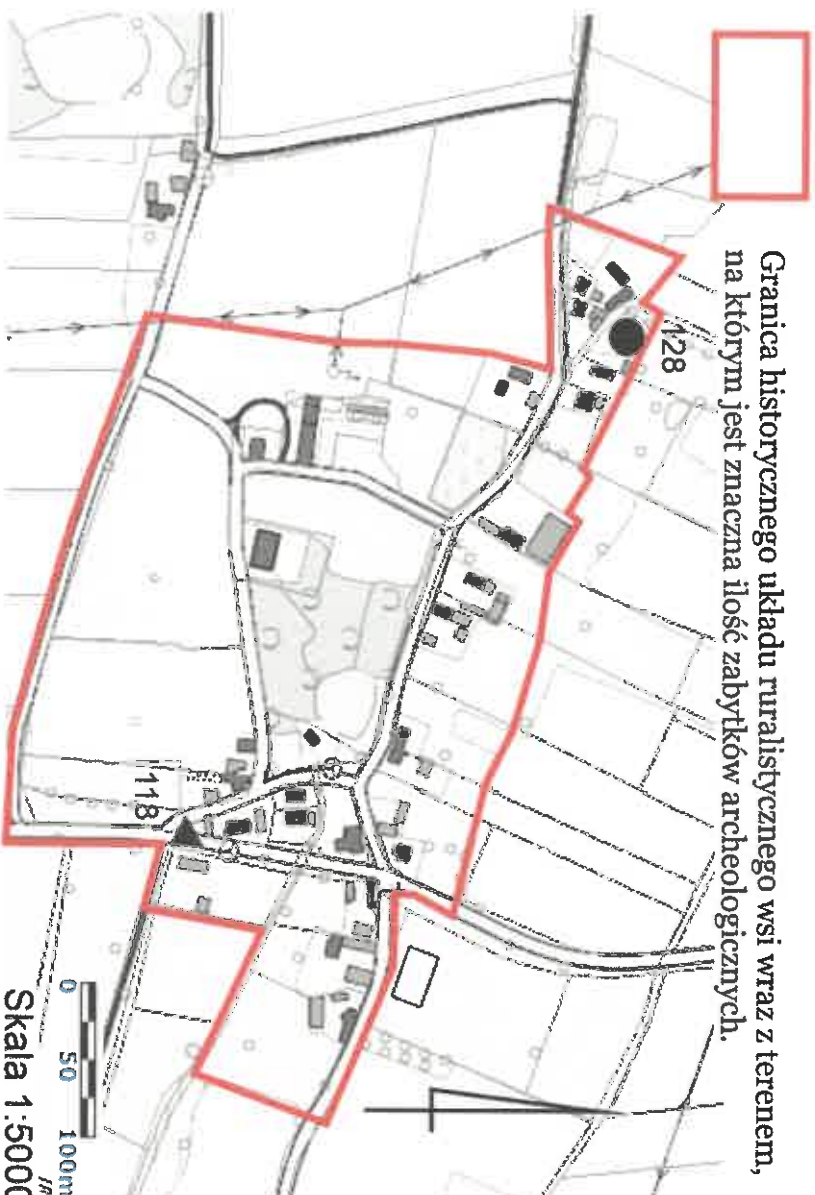 Granica historycznego układu ruralistycznego wsi wraz z terenem,
na którym jest znaczna ilość zabytków archeologicznych.
128
118
0 50 100m
Skala 1:5000